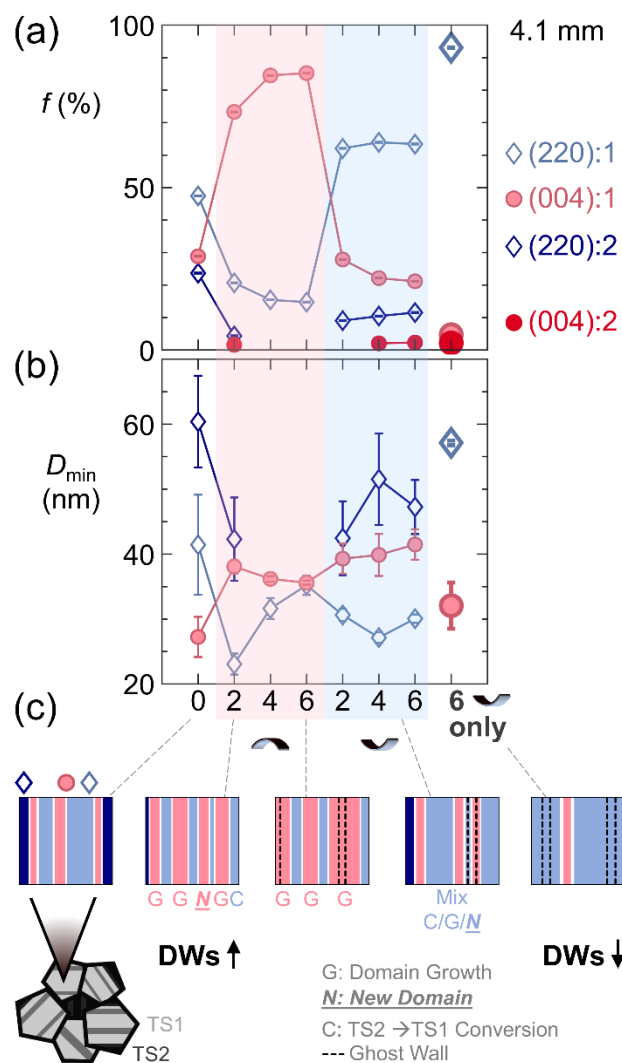 (a)
100
4.1 mm
f (%)
50
0
(220):1
(004):1
(220):2
(004):2
(b)
60
D_min
(nm)
40
20
0 2 4 6 2 4 6 6
only
(c)
G G N G C
G G G
Mix
C/G/N
DWs ↑
DWs ↓
TS1
TS2
G: Domain Growth
N: New Domain
C: TS2 →TS1 Conversion
---- Ghost Wall